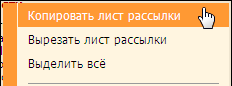 Копировать лист рассылки
Вырезать лист рассылки
Выделить всё